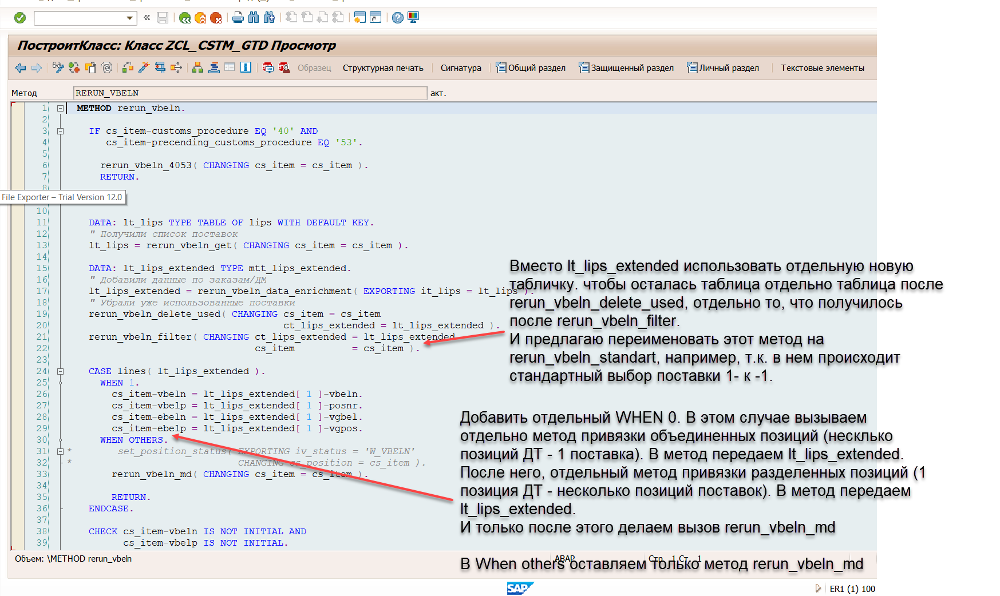 ПостроитКласс: Класс ZCL_CSTM_GTD Просмотр
Образец Структурная печать Сигнатура Общий раздел Защищенный раздел Личный раздел Текстовые элементы
Метод RERUN_VBELN акт.
1 METHOD rerun_vbeln.
2
3 IF cs_item-customs_procedure EQ '40' AND
4 cs_item-precending_customs_procedure EQ '53'.
5
6 rerun_vbeln_4053( CHANGING cs_item = cs_item ).
7 RETURN.
8
File Exporter – Trial Version 12.0
10
11 DATA: lt_lips TYPE TABLE OF lips WITH DEFAULT KEY.
12 " Получили список поставок
13 lt_lips = rerun_vbeln_get( CHANGING cs_item = cs_item ).
14
15 DATA: lt_lips_extended TYPE mtt_lips_extended.
16 " Добавили данные по заказам/ДМ
17 lt_lips_extended = rerun_vbeln_data_enrichment( EXPORTING it_lips = lt_lips ).
18 " Убрали уже использованные поставки
19 rerun_vbeln_delete_used( CHANGING cs_item = cs_item
20 ct_lips_extended = lt_lips_extended ).
21 rerun_vbeln_filter( CHANGING ct_lips_extended = lt_lips_extended
22 cs_item = cs_item ).
23
24 CASE lines( lt_lips_extended ).
25 WHEN 1.
26 cs_item-vbeln = lt_lips_extended[ 1 ]-vbeln.
27 cs_item-vbelp = lt_lips_extended[ 1 ]-posnr.
28 cs_item-ebeln = lt_lips_extended[ 1 ]-vgbel.
29 cs_item-ebelp = lt_lips_extended[ 1 ]-vgpos.
30 WHEN OTHERS.
31 * set_position_status( EXPORTING iv_status = 'W_VBELN'
32 * CHANGING cs_position = cs_item ).
33 rerun_vbeln_md( CHANGING cs_item = cs_item ).
34
35 RETURN.
36 ENDCASE.
37
38 CHECK cs_item-vbeln IS NOT INITIAL AND
39 cs_item-vbelp IS NOT INITIAL.
Вместо lt_lips_extended использовать отдельную новую
табличку. чтобы осталась таблица отдельно таблица после
rerun_vbeln_delete_used, отдельно то, что получилось
после rerun_vbeln_filter.
И предлагаю переименовать этот метод на
rerun_vbeln_standart, например, т.к. в нем происходит
стандартный выбор поставки 1- к -1.
Добавить отдельный WHEN 0. В этом случае вызываем
отдельно метод привязки объединенных позиций (несклько
позиций ДТ - 1 поставка). В метод передаем lt_lips_extended.
После него, отдельный метод привязки разделенных позиций (1
позиция ДТ - несколько позиций поставок). В метод передаем
lt_lips_extended.
И только после этого делаем вызов rerun_vbeln_md
В When others оставляем только метод rerun_vbeln_md
Объем: \METHOD rerun_vbeln ABAP Стр. 1 Ст. 1
SAP ER1 (1) 100